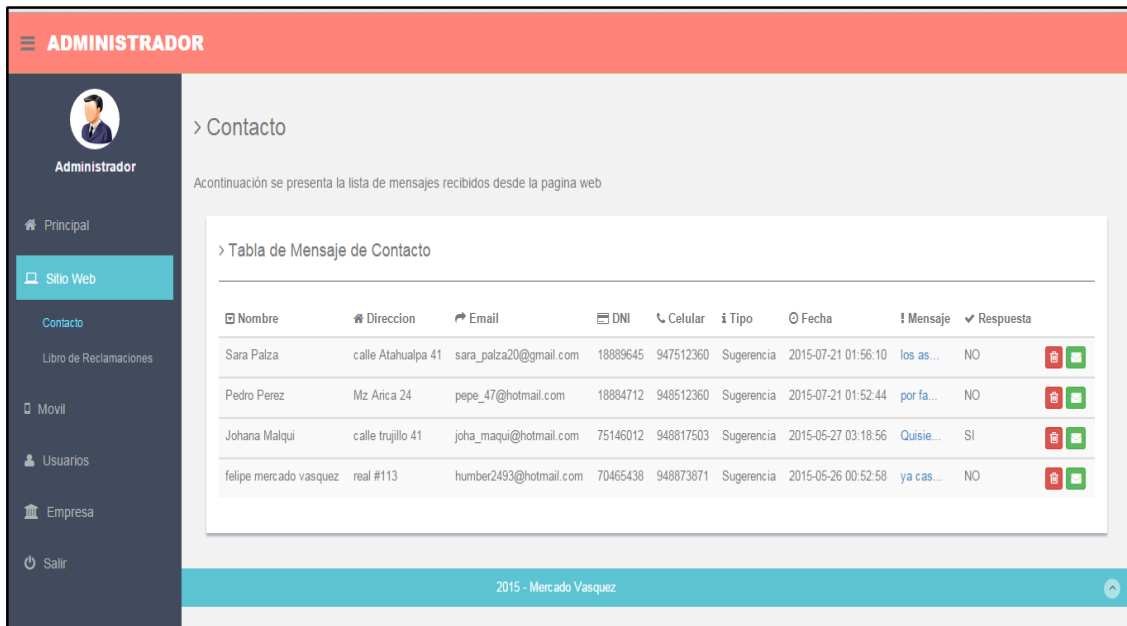 ADMINISTRADOR
Administrador
Principal
Sitio Web
Contacto
Libro de Reclamaciones
Movil
Usuarios
Empresa
Salir
Contacto
Acontinuación se presenta la lista de mensajes recibidos desde la pagina web
Tabla de Mensaje de Contacto
Nombre Direccion Email DNI Celular Tipo Fecha Mensaje Respuesta
Sara Palza calle Atahualpa 41 sara_palza20@gmail.com 18889645 947512360 Sugerencia 2015-07-21 01:56:10 los as... NO
Pedro Perez Mz Arica 24 pepe_47@hotmail.com 18884712 948512360 Sugerencia 2015-07-21 01:52:44 por fa... NO
Johana Malqui calle trujillo 41 joha_maqui@hotmail.com 75146012 948817503 Sugerencia 2015-05-27 03:18:56 Quisie... SI
felipe mercado vasquez real #113 humber2493@hotmail.com 70465438 948873871 Sugerencia 2015-05-26 00:52:58 ya cas... NO
2015 - Mercado Vasquez